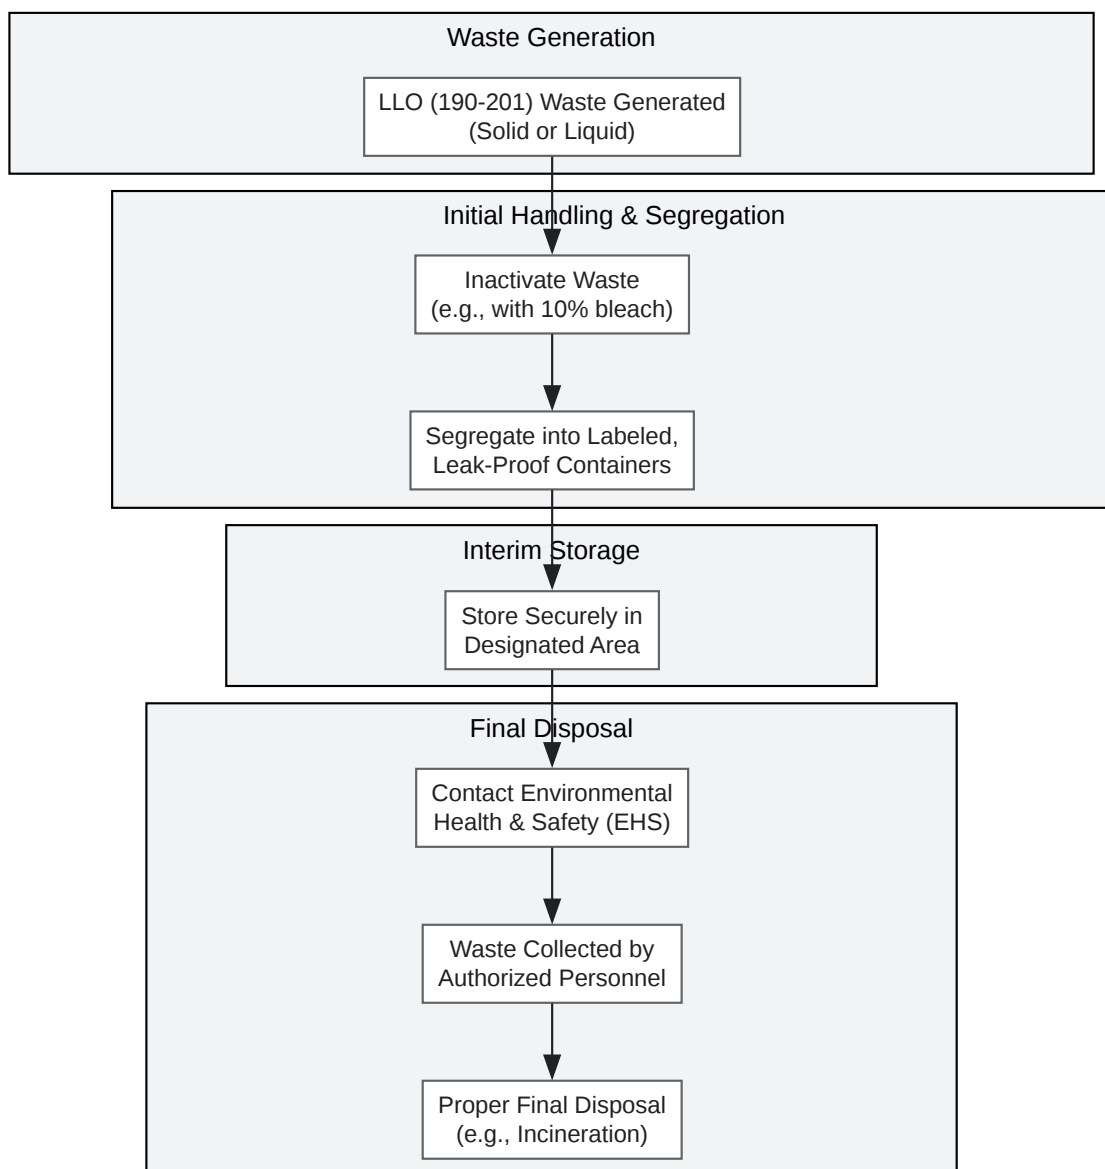 Waste Generation
LLO (190-201) Waste Generated
(Solid or Liquid)
Initial Handling & Segregation
Inactivate Waste
(e.g., with 10% bleach)
Segregate into Labeled,
Leak-Proof Containers
Interim Storage
Store Securely in
Designated Area
Final Disposal
Contact Environmental
Health & Safety (EHS)
Waste Collected by
Authorized Personnel
Proper Final Disposal
(e.g., Incineration)